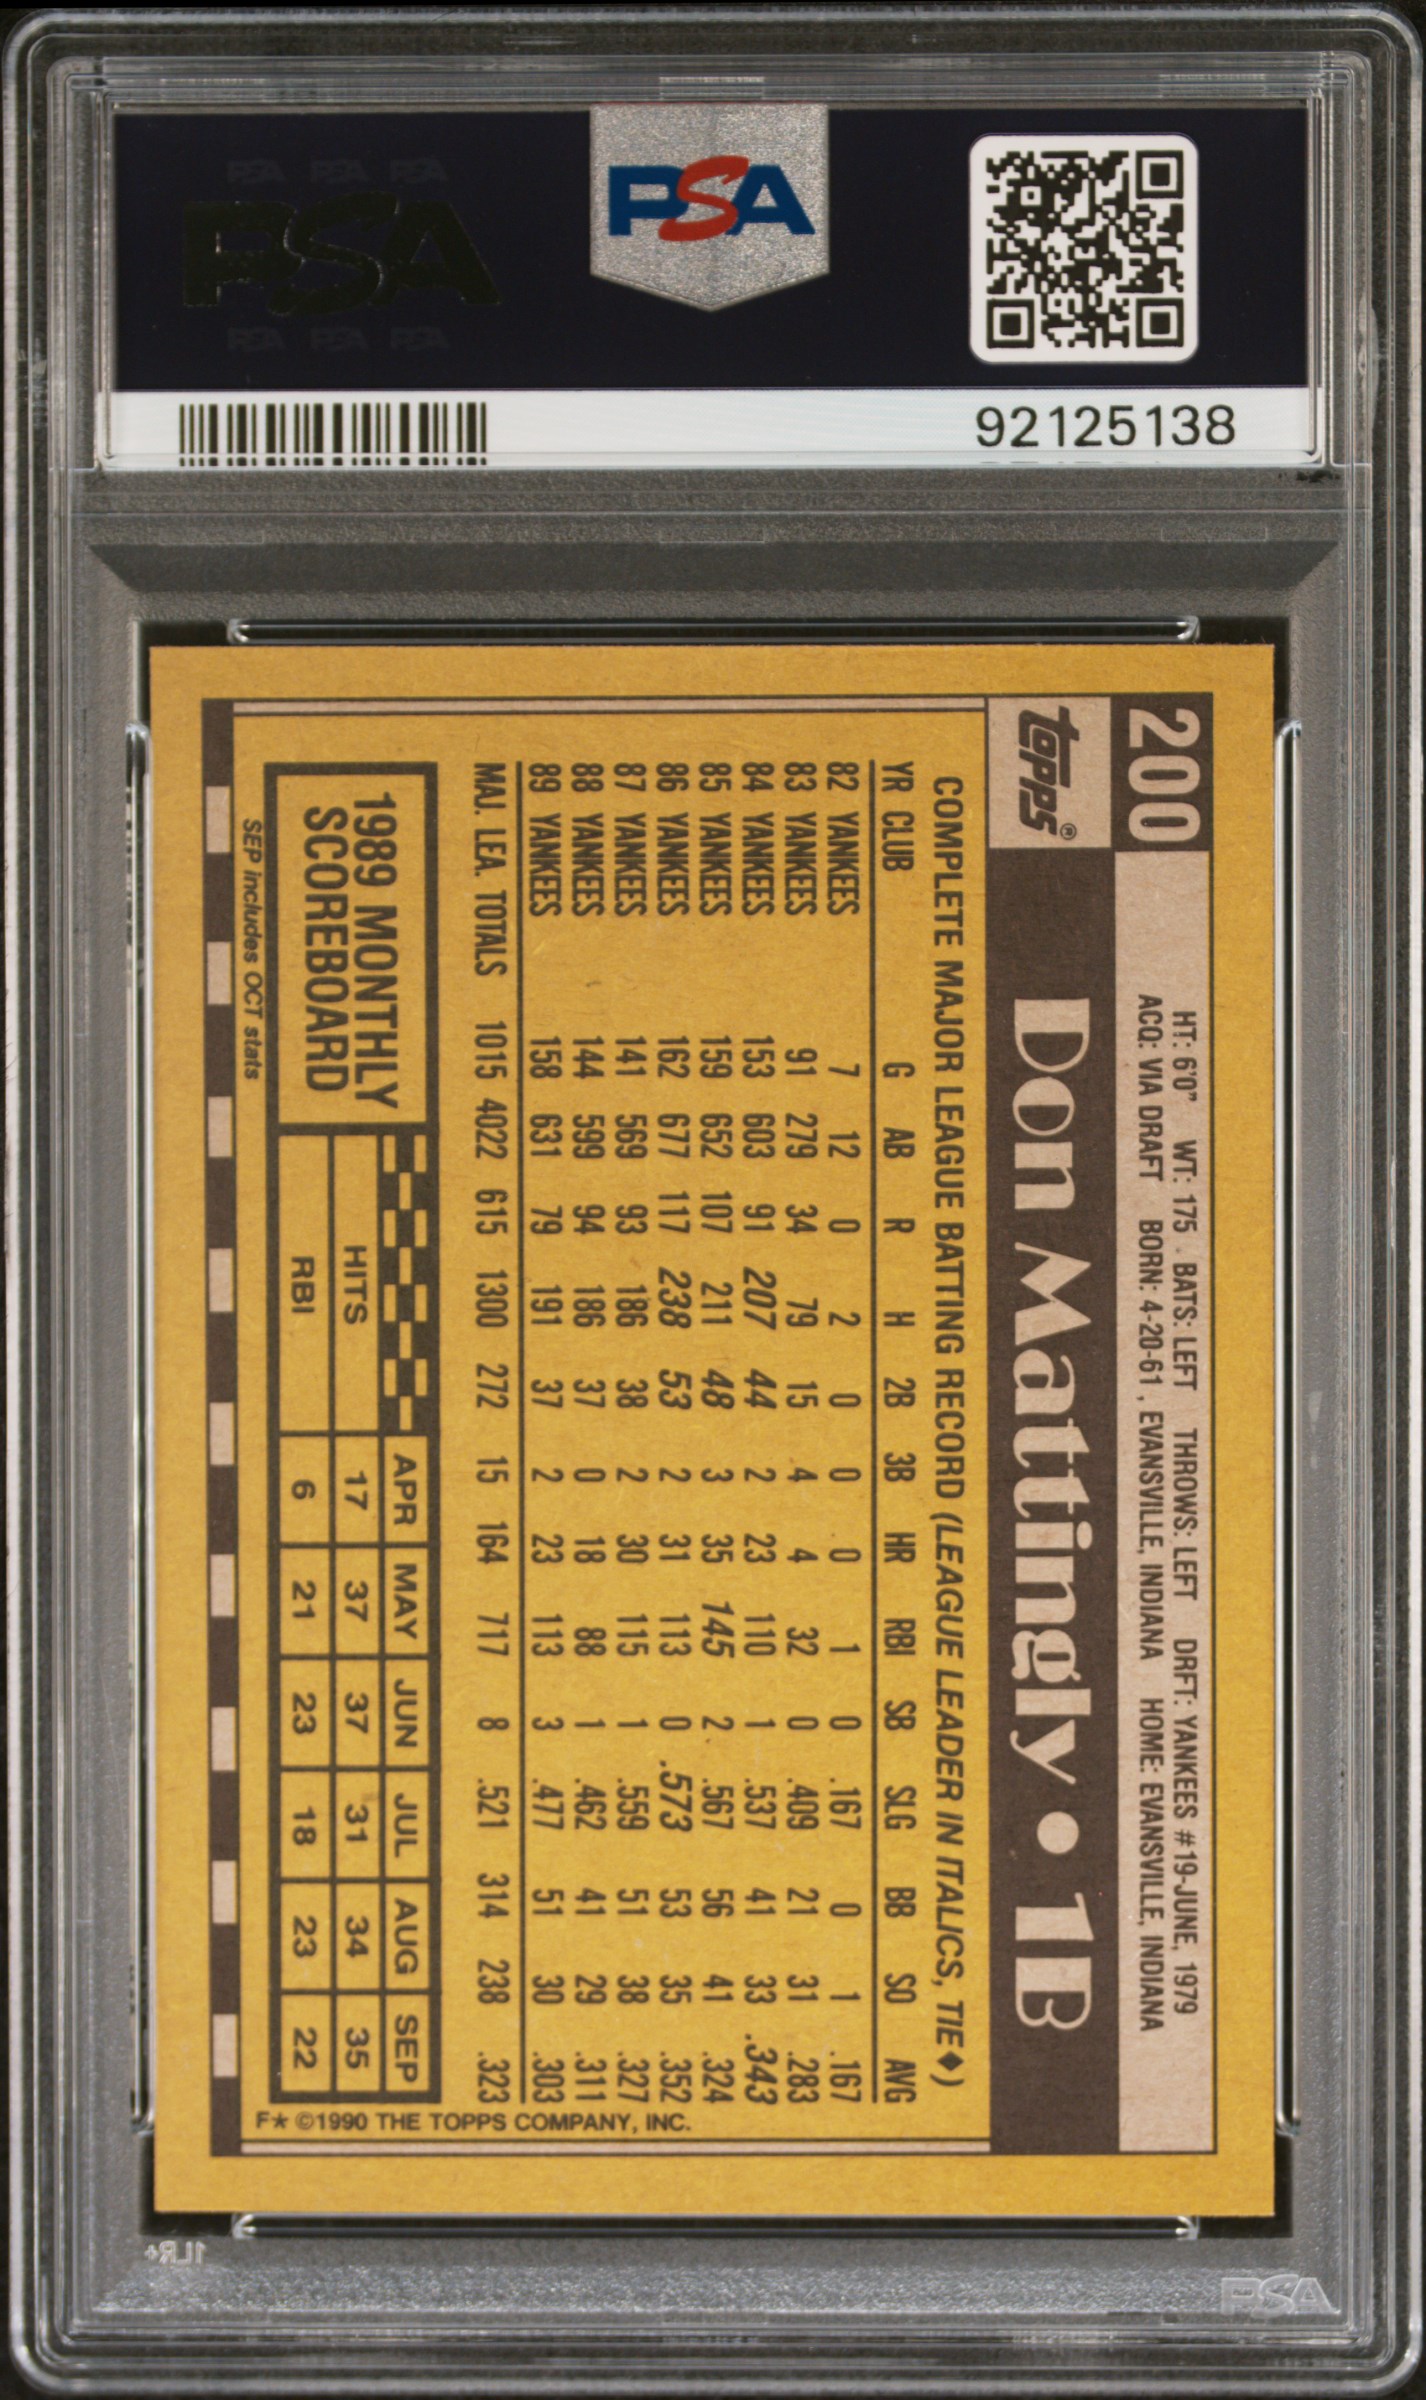 PSA PSA PSA
PSA
PSA PSA PSA
PSA
92125138
200
HT: 6'0" WT: 175 BATS: LEFT THROWS: LEFT DRFT: YANKEES #19-JUNE, 1979
ACQ: VIA DRAFT BORN: 4-20-61, EVANSVILLE, INDIANA HOME: EVANSVILLE, INDIANA
topps®
Don Mattingly • 1B
COMPLETE MAJOR LEAGUE BATTING RECORD (LEAGUE LEADER IN ITALICS, TIE♦)
YR CLUB G AB R H 2B 3B HR RBI SB SLG BB SO AVG
82 YANKEES 7 12 0 2 0 0 0 1 0 .167 0 1 .167
83 YANKEES 91 279 34 79 15 4 4 32 0 .409 21 31 .283
84 YANKEES 153 603 91 207 44 2 23 110 1 .537 41 33 .343
85 YANKEES 159 652 107 211 48 3 35 145 2 .567 56 41 .324
86 YANKEES 162 677 117 238 53 2 31 113 0 .573 53 35 .352
87 YANKEES 141 569 93 186 38 2 30 115 1 .559 51 38 .327
88 YANKEES 144 599 94 186 37 0 18 88 1 .462 41 29 .311
89 YANKEES 158 631 79 191 37 2 23 113 3 .477 51 30 .303
MAJ. LEA. TOTALS 1015 4022 615 1300 272 15 164 717 8 .521 314 238 .323
1989 MONTHLY
SCOREBOARD
APR MAY JUN JUL AUG SEP
HITS 17 37 37 31 34 35
RBI 6 21 23 18 23 22
SEP includes OCT stats
F* ©1990 THE TOPPS COMPANY, INC.
1LR+
PSA